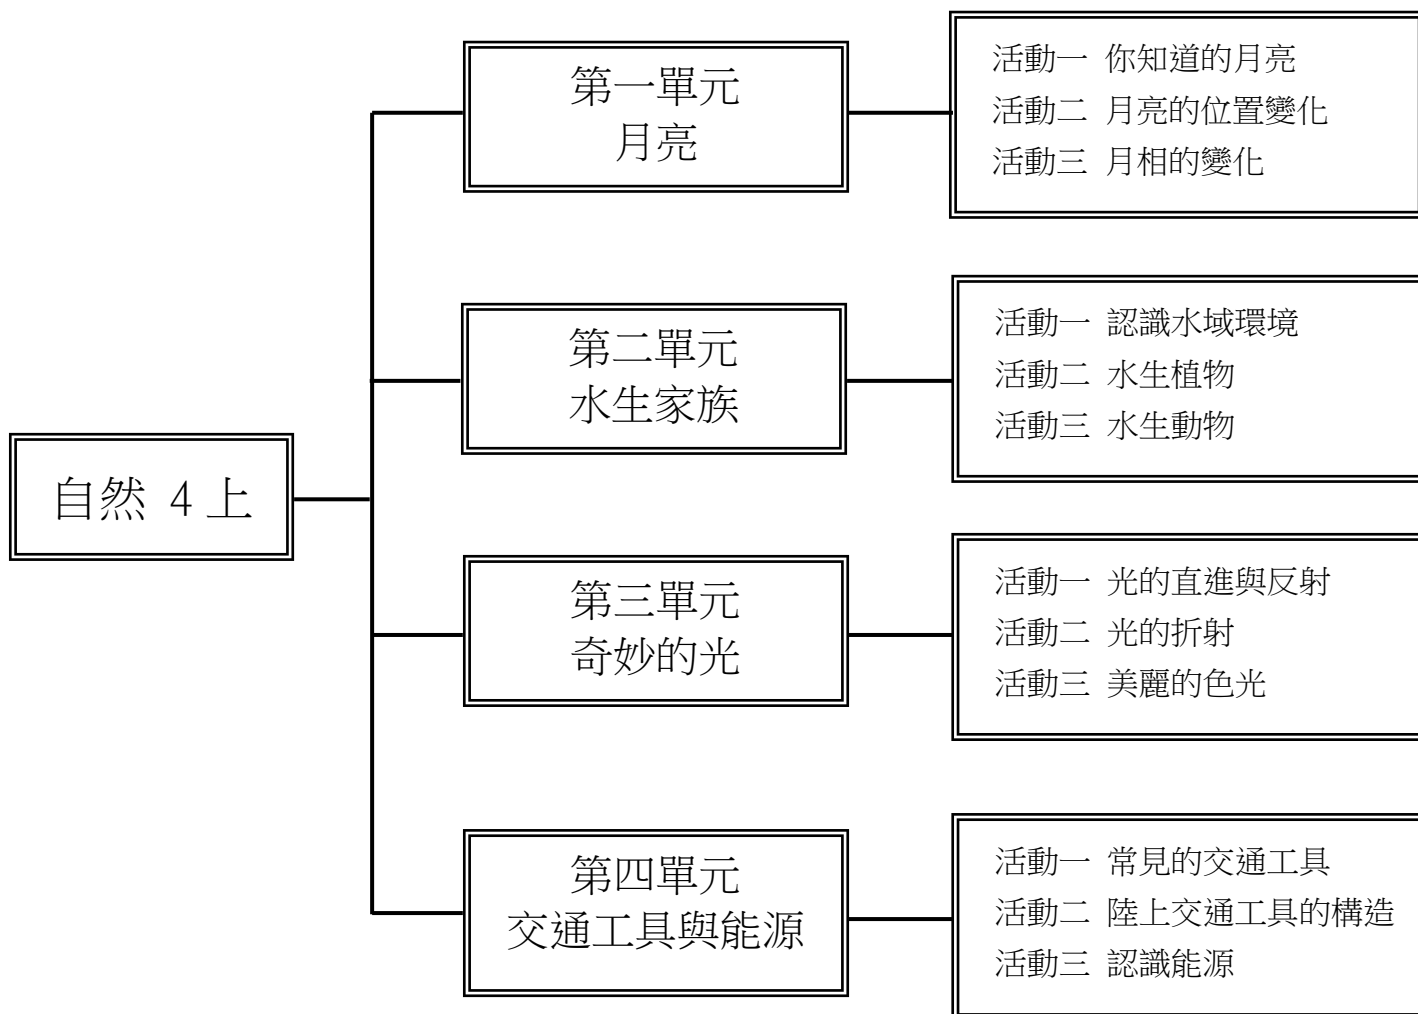 第一單元
月亮
活動一 你知道的月亮
活動二 月亮的位置變化
活動三 月相的變化
第二單元
水生家族
活動一 認識水域環境
活動二 水生植物
活動三 水生動物
自然 4 上
第三單元
奇妙的光
活動一 光的直進與反射
活動二 光的折射
活動三 美麗的色光
第四單元
交通工具與能源
活動一 常見的交通工具
活動二 陸上交通工具的構造
活動三 認識能源